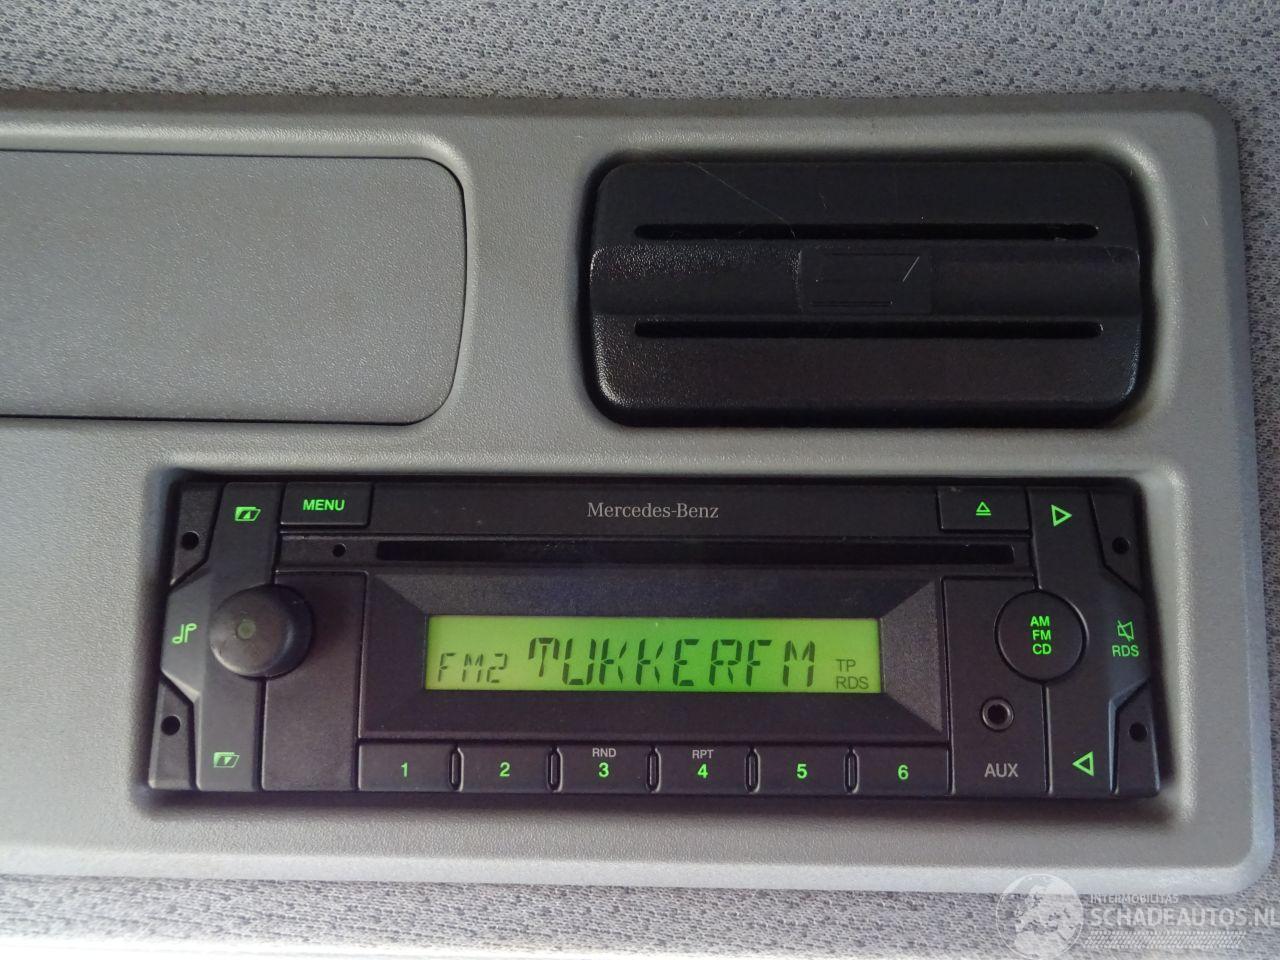 MENU
Mercedes-Benz
AM
FM
CD
RDS
FM2 TUKKERFM TP
RDS
RND
RPT
1
2
3
4
5
6
AUX
INTERMOBILITAS
SCHADEAUTOS.NL